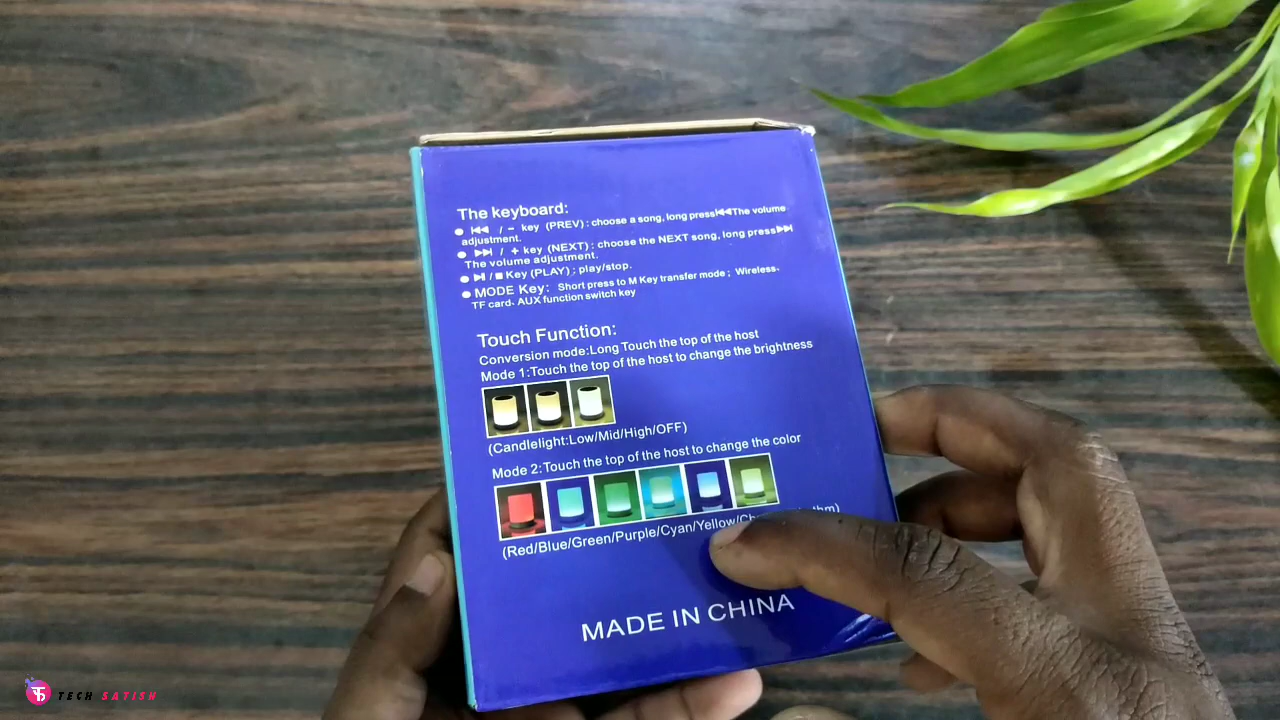 The keyboard:
● ⏮ / − key (PREV) : choose a song, long press⏮The volume
adjustment.
● ⏭ / + key (NEXT) : choose the NEXT song, long press⏭
The volume adjustment.
● ⏯ / ■ Key (PLAY) : play/stop.
● MODE Key: Short press to M Key transfer mode ; Wireless、
TF card、AUX function switch key
Touch Function:
Conversion mode:Long Touch the top of the host
Mode 1:Touch the top of the host to change the brightness
(Candlelight:Low/Mid/High/OFF)
Mode 2:Touch the top of the host to change the color
(Red/Blue/Green/Purple/Cyan/Yellow/
MADE IN CHINA
TECH SATISH